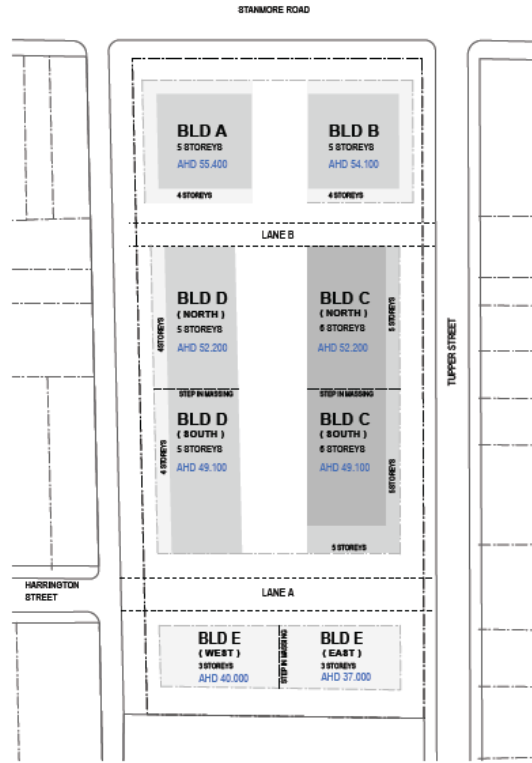 STANMORE ROAD
BLD A
5 STOREYS
AHD 55.400
4 STOREYS
BLD B
5 STOREYS
AHD 54.100
4 STOREYS
LANE B
4 STOREYS
BLD D
( NORTH )
5 STOREYS
AHD 52.200
BLD C
( NORTH )
6 STOREYS
AHD 52.200
5 STOREYS
TUPPER STREET
STEP IN MASSING
STEP IN MASSING
4 STOREYS
BLD D
( SOUTH )
5 STOREYS
AHD 49.100
BLD C
( SOUTH )
6 STOREYS
AHD 49.100
5 STOREYS
5 STOREYS
HARRINGTON
STREET
LANE A
BLD E
( WEST )
3 STOREYS
AHD 40.000
STEP IN MASSING
BLD E
( EAST )
3 STOREYS
AHD 37.000